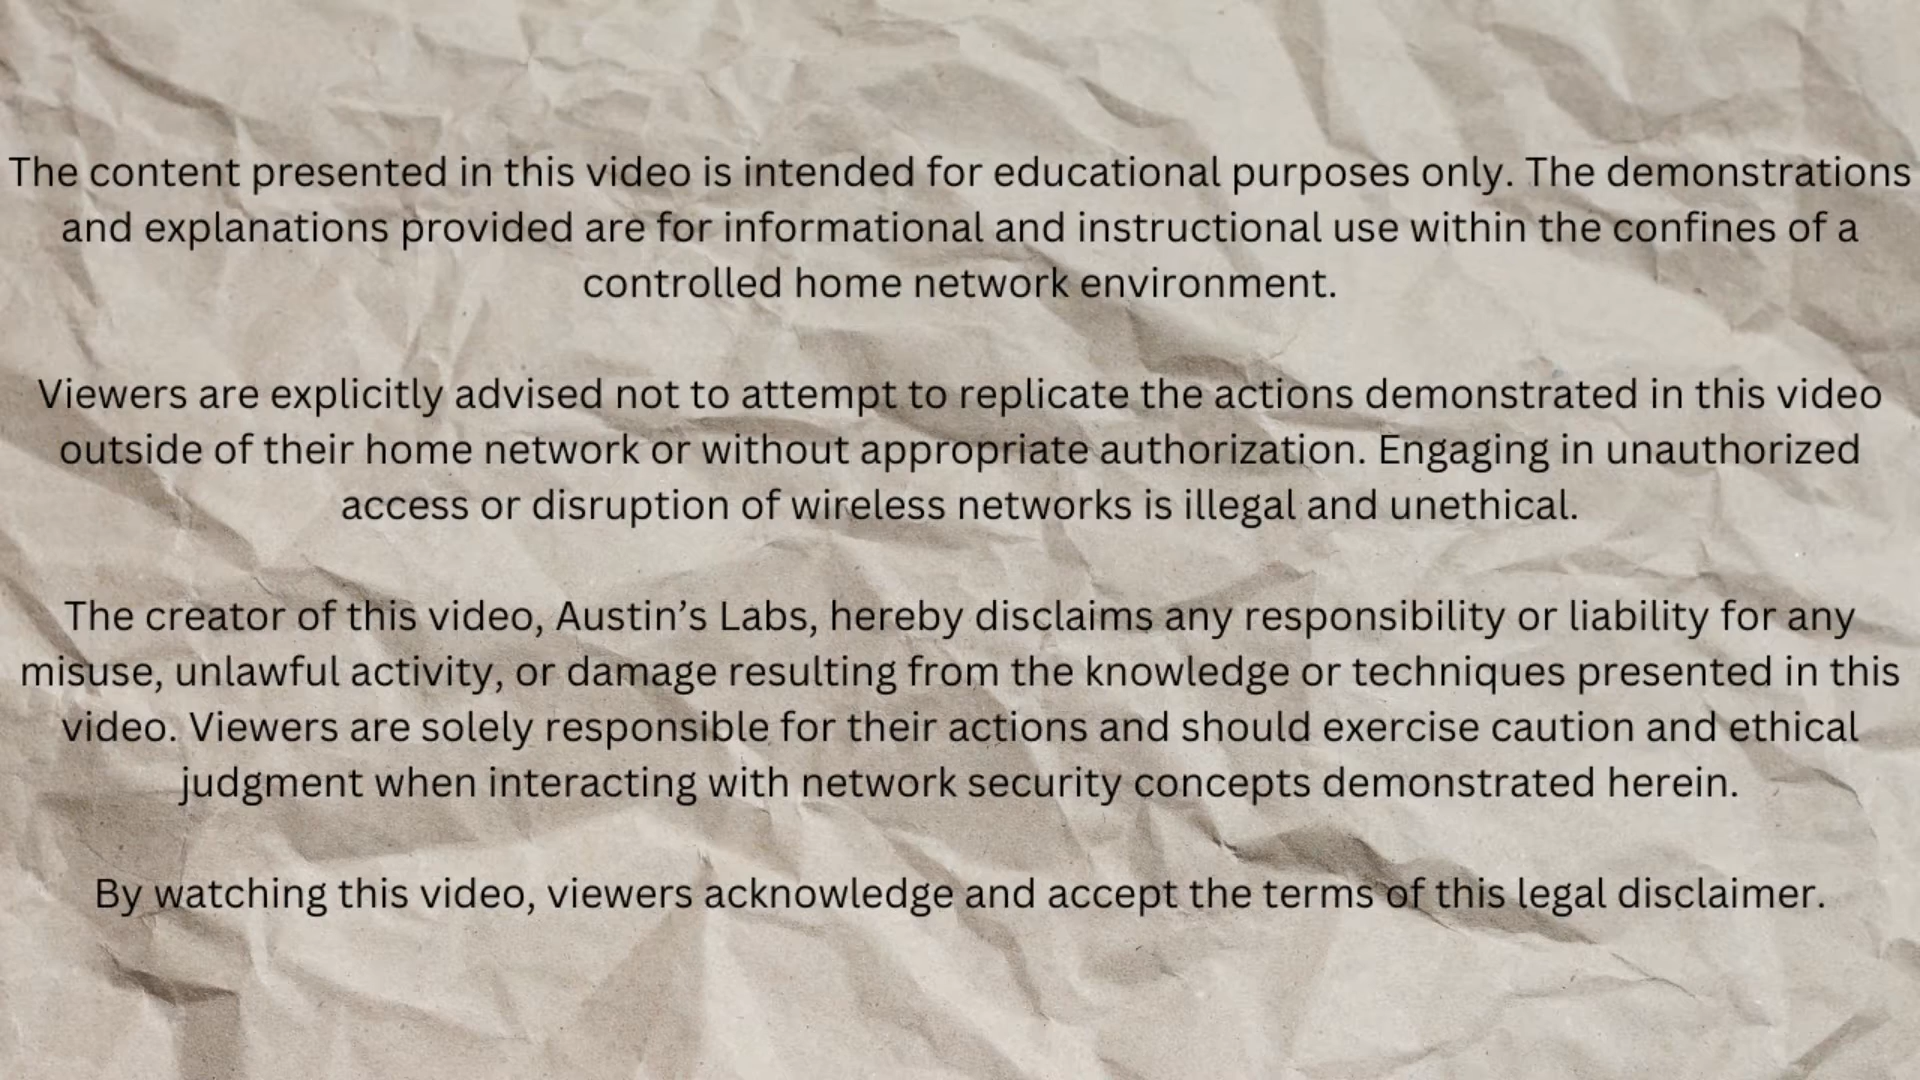 The content presented in this video is intended for educational purposes only. The demonstrations
and explanations provided are for informational and instructional use within the confines of a
controlled home network environment.
Viewers are explicitly advised not to attempt to replicate the actions demonstrated in this video
outside of their home network or without appropriate authorization. Engaging in unauthorized
access or disruption of wireless networks is illegal and unethical.
The creator of this video, Austin’s Labs, hereby disclaims any responsibility or liability for any
misuse, unlawful activity, or damage resulting from the knowledge or techniques presented in this
video. Viewers are solely responsible for their actions and should exercise caution and ethical
judgment when interacting with network security concepts demonstrated herein.
By watching this video, viewers acknowledge and accept the terms of this legal disclaimer.